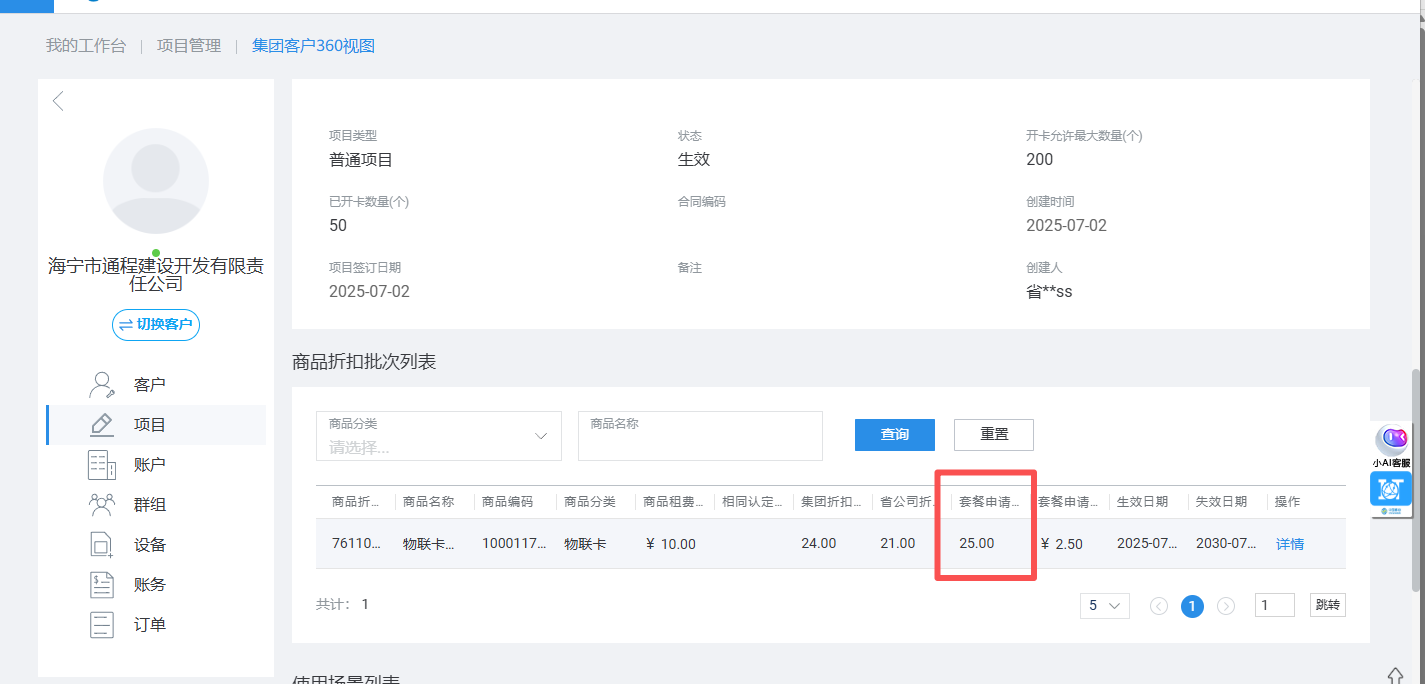 我的工作台 | 项目管理 | 集团客户360视图
海宁市通程建设开发有限责
任公司
切换客户
客户
项目
账户
群组
设备
账务
订单
项目类型 状态 开卡允许最大数量(个)
普通项目 生效 200
已开卡数量(个) 合同编码 创建时间
50 2025-07-02
项目签订日期 备注 创建人
2025-07-02 省**ss
商品折扣批次列表
商品分类 商品名称
请选择... 查询 重置
商品折... 商品名称 商品编码 商品分类 商品租费... 相同认定... 集团折扣... 省公司折... 套餐申请... 套餐申请... 生效日期 失效日期 操作
76110... 物联卡... 1000117... 物联卡 ¥ 10.00 24.00 21.00 25.00 ¥ 2.50 2025-07... 2030-07... 详情
共计： 1 5 1 1 跳转
使用场景列表
小AI客服